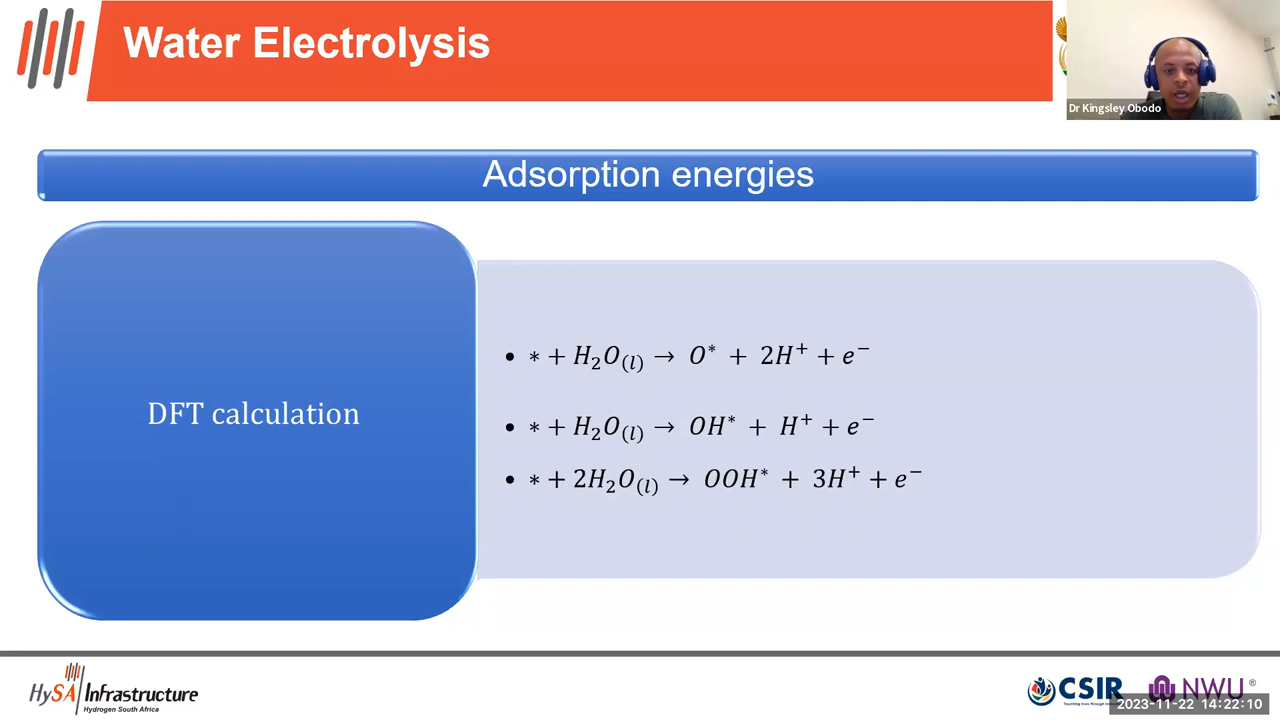 Water Electrolysis
Dr Kingsley Obodo
Adsorption energies
DFT calculation
• ∗ + H₂O₍l₎ → O* + 2H⁺ + e⁻
• ∗ + H₂O₍l₎ → OH* + H⁺ + e⁻
• ∗ + 2H₂O₍l₎ → OOH* + 3H⁺ + e⁻
HySA Infrastructure
Hydrogen South Africa
CSIR
NWU®
2023-11-22 14:22:10